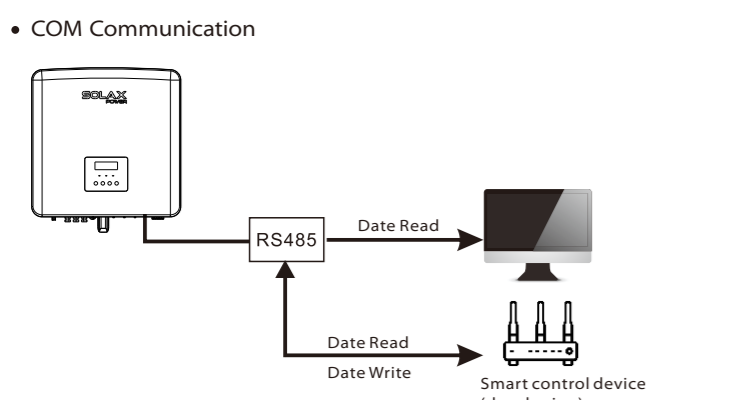 • COM Communication
SOLAX
POWER
RS485
Date Read
Date Read
Date Write
Smart control device